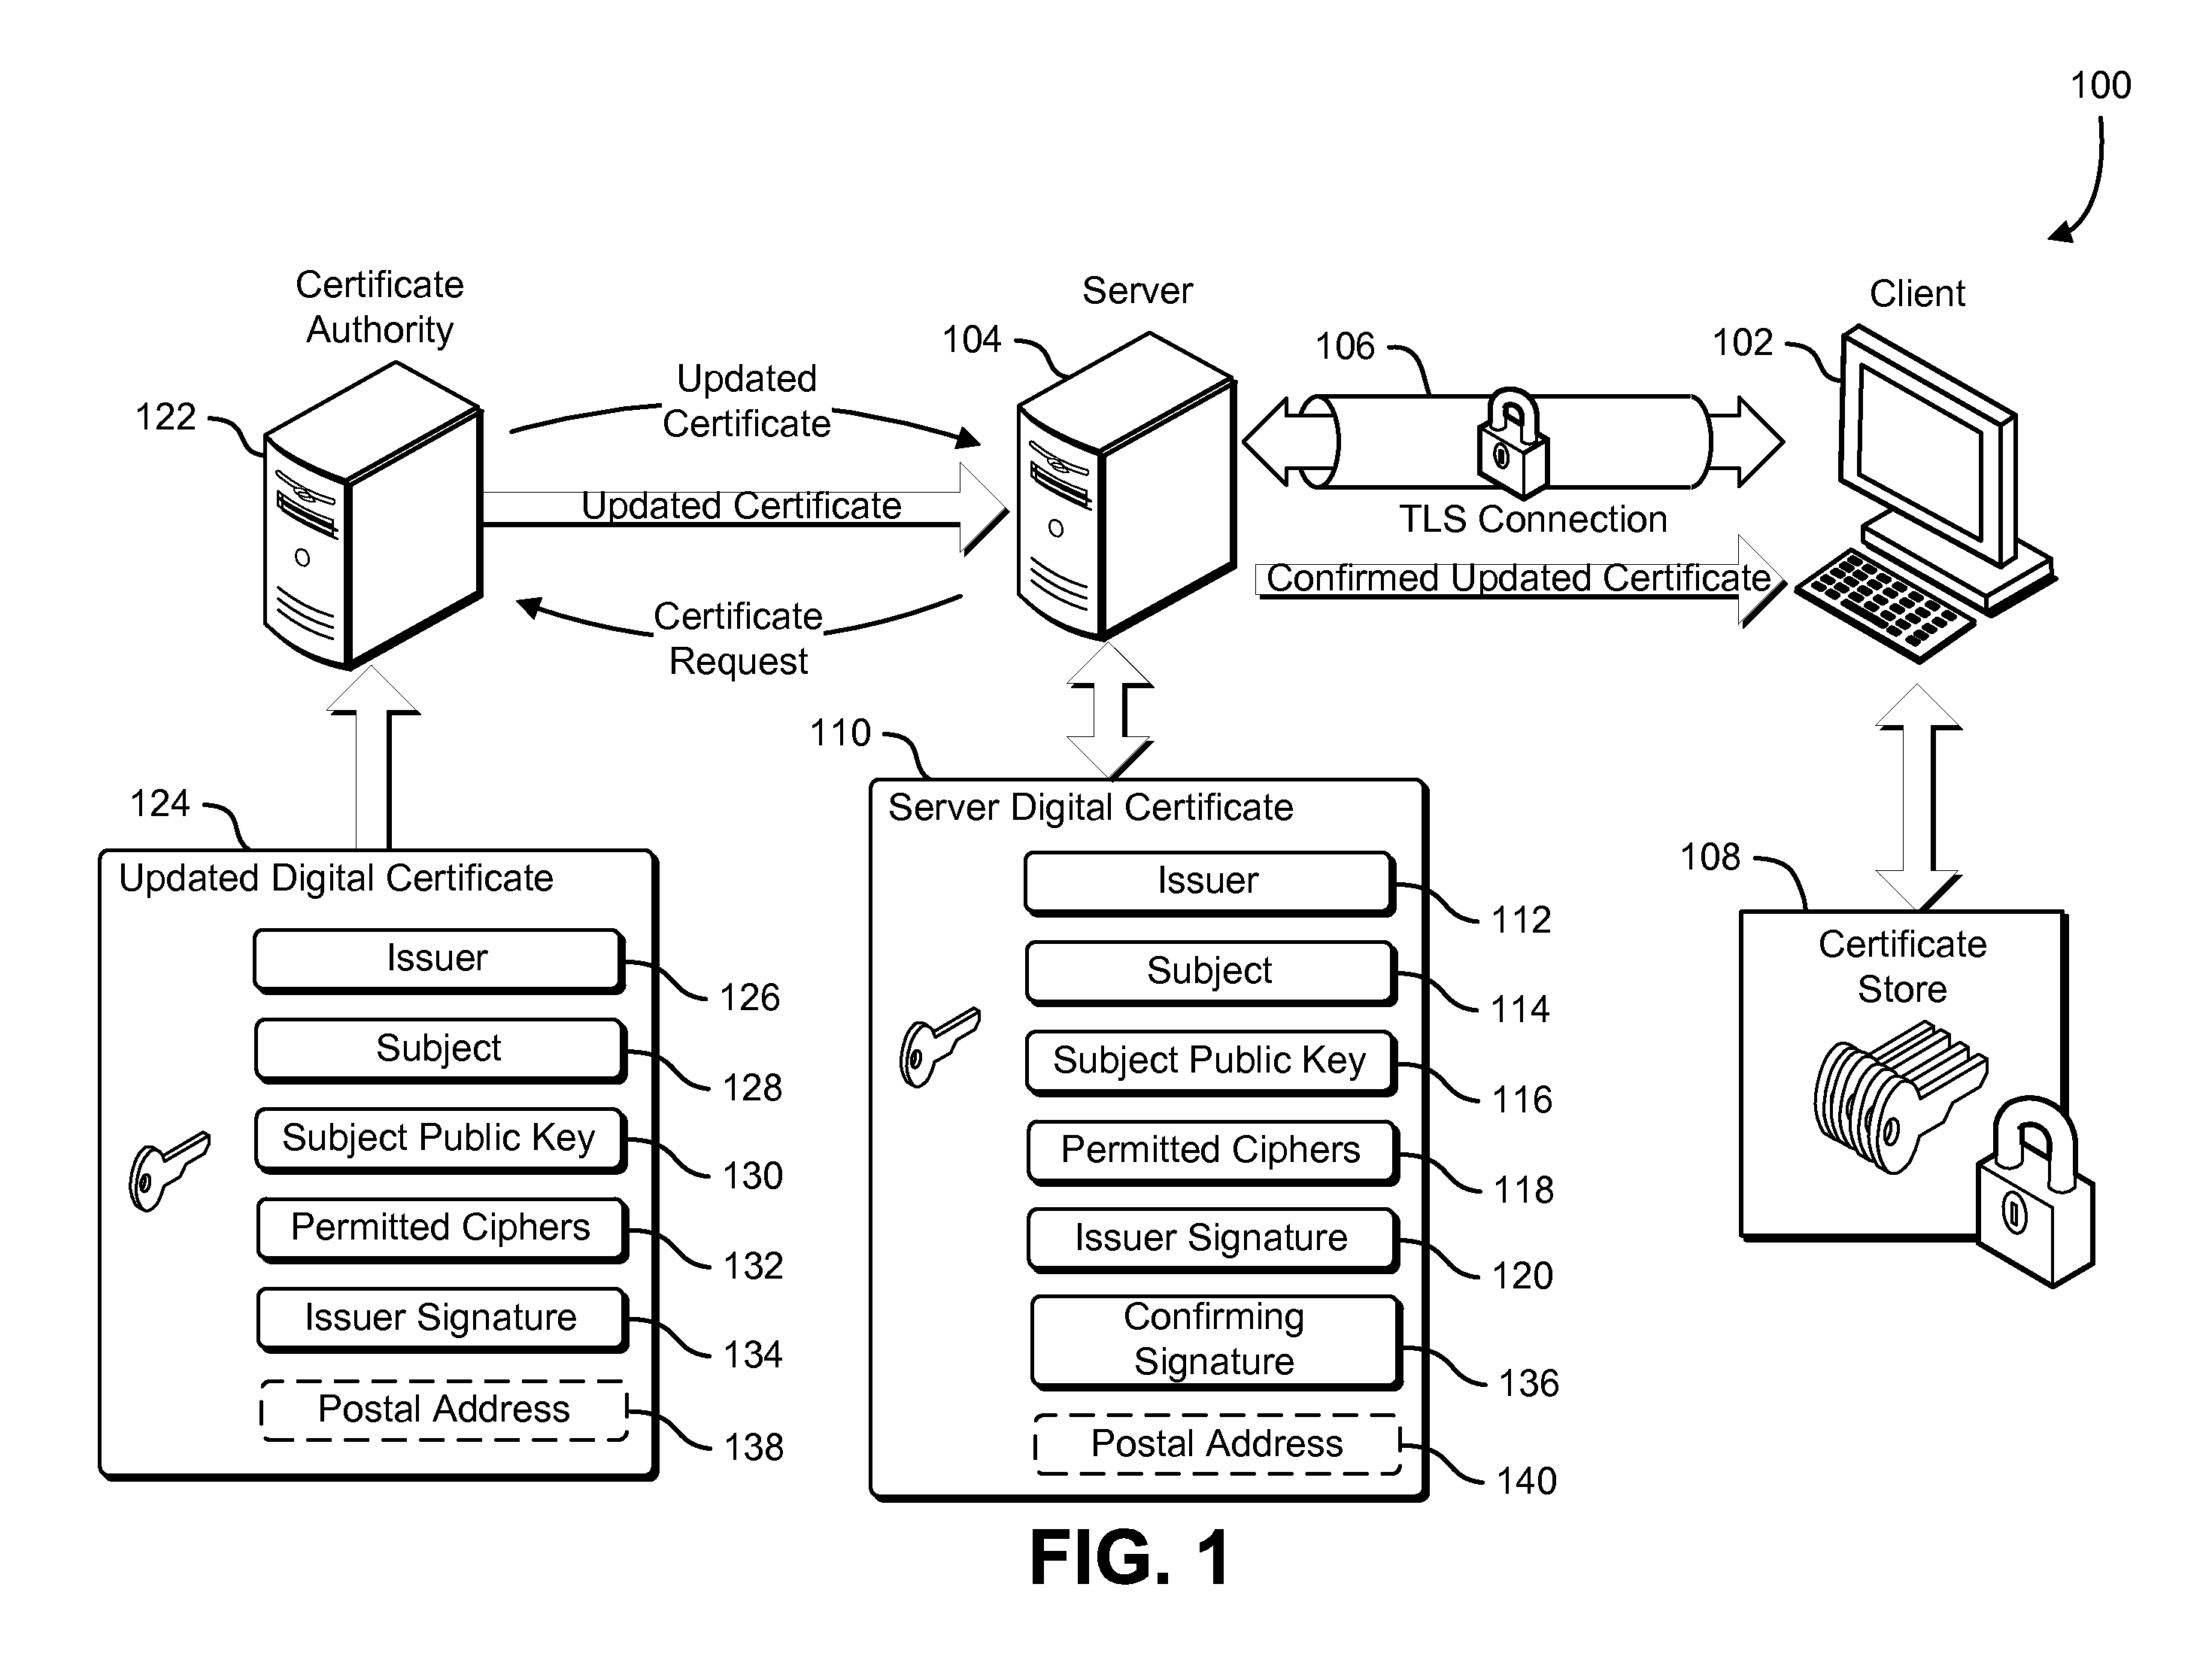 100
Certificate
Authority
122
Updated
Certificate
Updated Certificate
Certificate
Request
Server
104
106
TLS Connection
Confirmed Updated Certificate
Client
102
124
Updated Digital Certificate
Issuer
126
Subject
128
Subject Public Key
130
Permitted Ciphers
132
Issuer Signature
134
Postal Address
138
110
Server Digital Certificate
Issuer
112
Subject
114
Subject Public Key
116
Permitted Ciphers
118
Issuer Signature
120
Confirming
Signature
136
Postal Address
140
108
Certificate
Store
FIG. 1